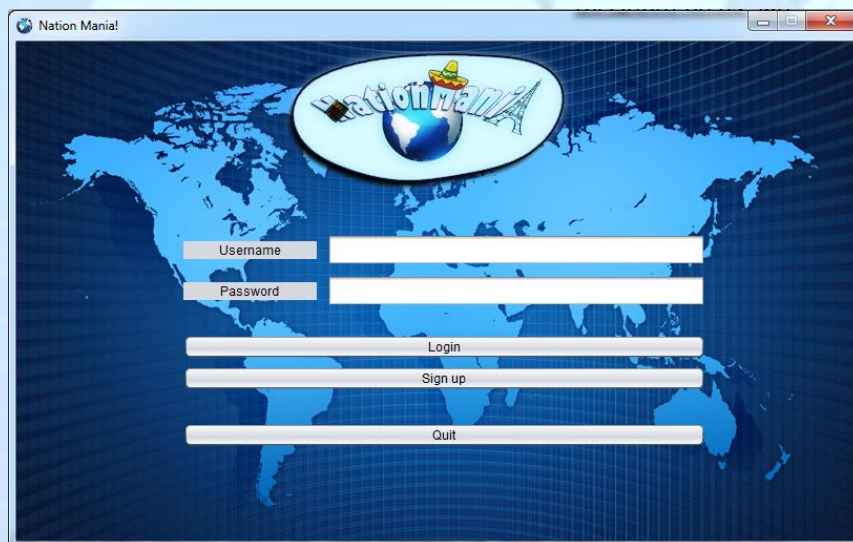 Nation Mania!
NationMania
Username
Password
Login
Sign up
Quit